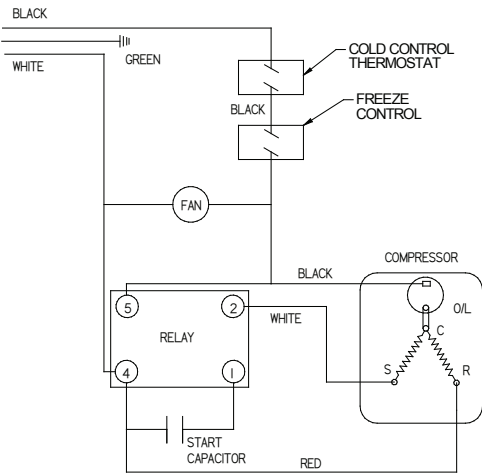 BLACK
GREEN
WHITE
COLD CONTROL
THERMOSTAT
BLACK
FREEZE
CONTROL
FAN
COMPRESSOR
BLACK
5
2
O/L
WHITE
RELAY
C
S
R
4
1
START
CAPACITOR
RED